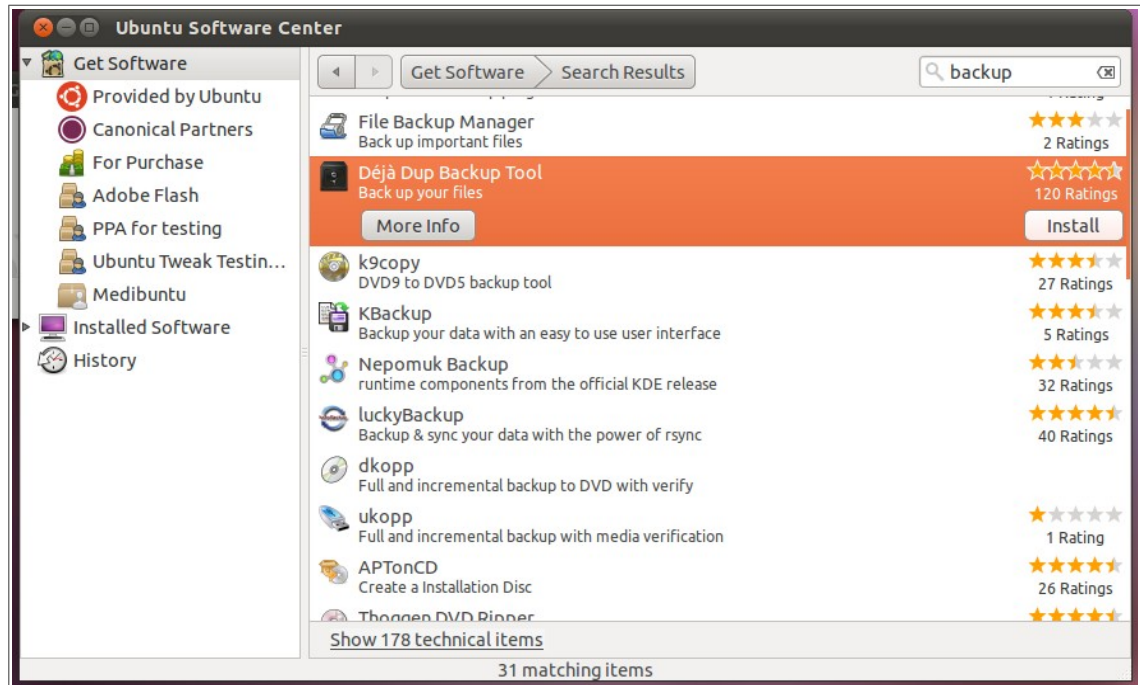 Ubuntu Software Center
Get Software
Provided by Ubuntu
Canonical Partners
For Purchase
Adobe Flash
PPA for testing
Ubuntu Tweak Testin...
Medibuntu
Installed Software
History
Get Software
Search Results
backup
File Backup Manager
Back up important files
2 Ratings
Déjà Dup Backup Tool
Back up your files
120 Ratings
More Info
Install
k9copy
DVD9 to DVD5 backup tool
27 Ratings
KBackup
Backup your data with an easy to use user interface
5 Ratings
Nepomuk Backup
runtime components from the official KDE release
32 Ratings
luckyBackup
Backup & sync your data with the power of rsync
40 Ratings
dkopp
Full and incremental backup to DVD with verify
ukopp
Full and incremental backup with media verification
1 Rating
APTonCD
Create a Installation Disc
26 Ratings
Thoggen DVD Ripper
Show 178 technical items
31 matching items